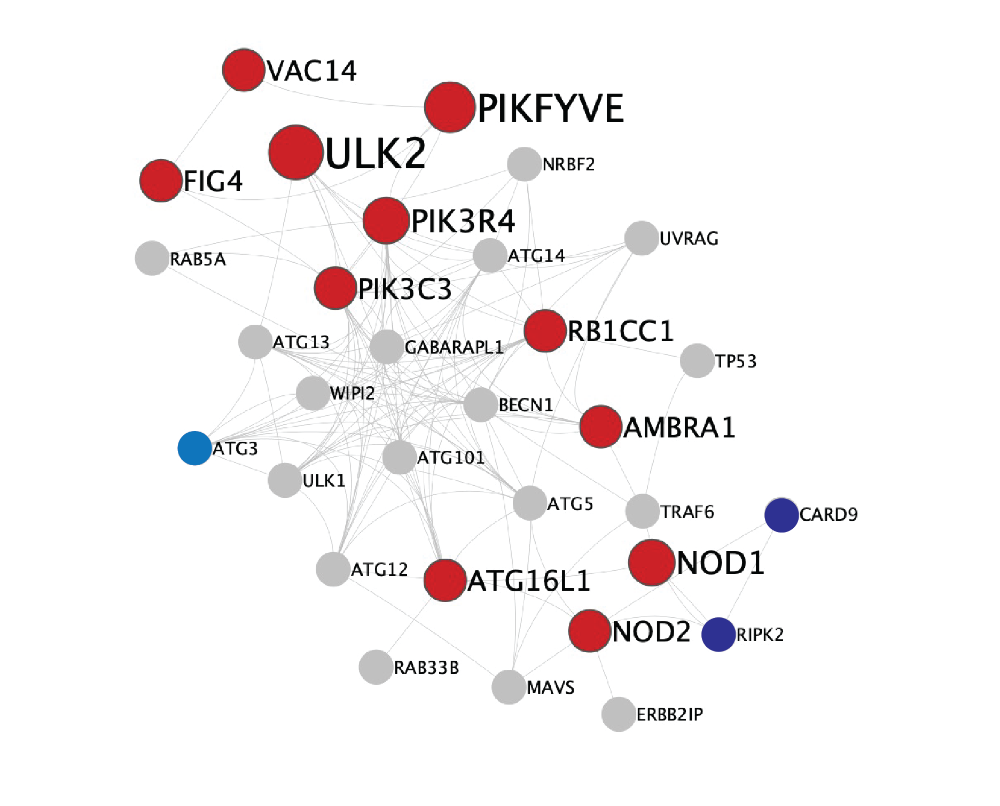 VAC14
PIKFYVE
ULK2
NRBF2
FIG4
PIK3R4
UVRAG
ATG14
RAB5A
PIK3C3
RB1CC1
ATG13
GABARAPL1
TP53
WIPI2
BECN1
AMBRA1
ATG3
ATG101
ULK1
ATG5
TRAF6
CARD9
NOD1
ATG12
ATG16L1
NOD2
RIPK2
RAB33B
MAVS
ERBB2IP